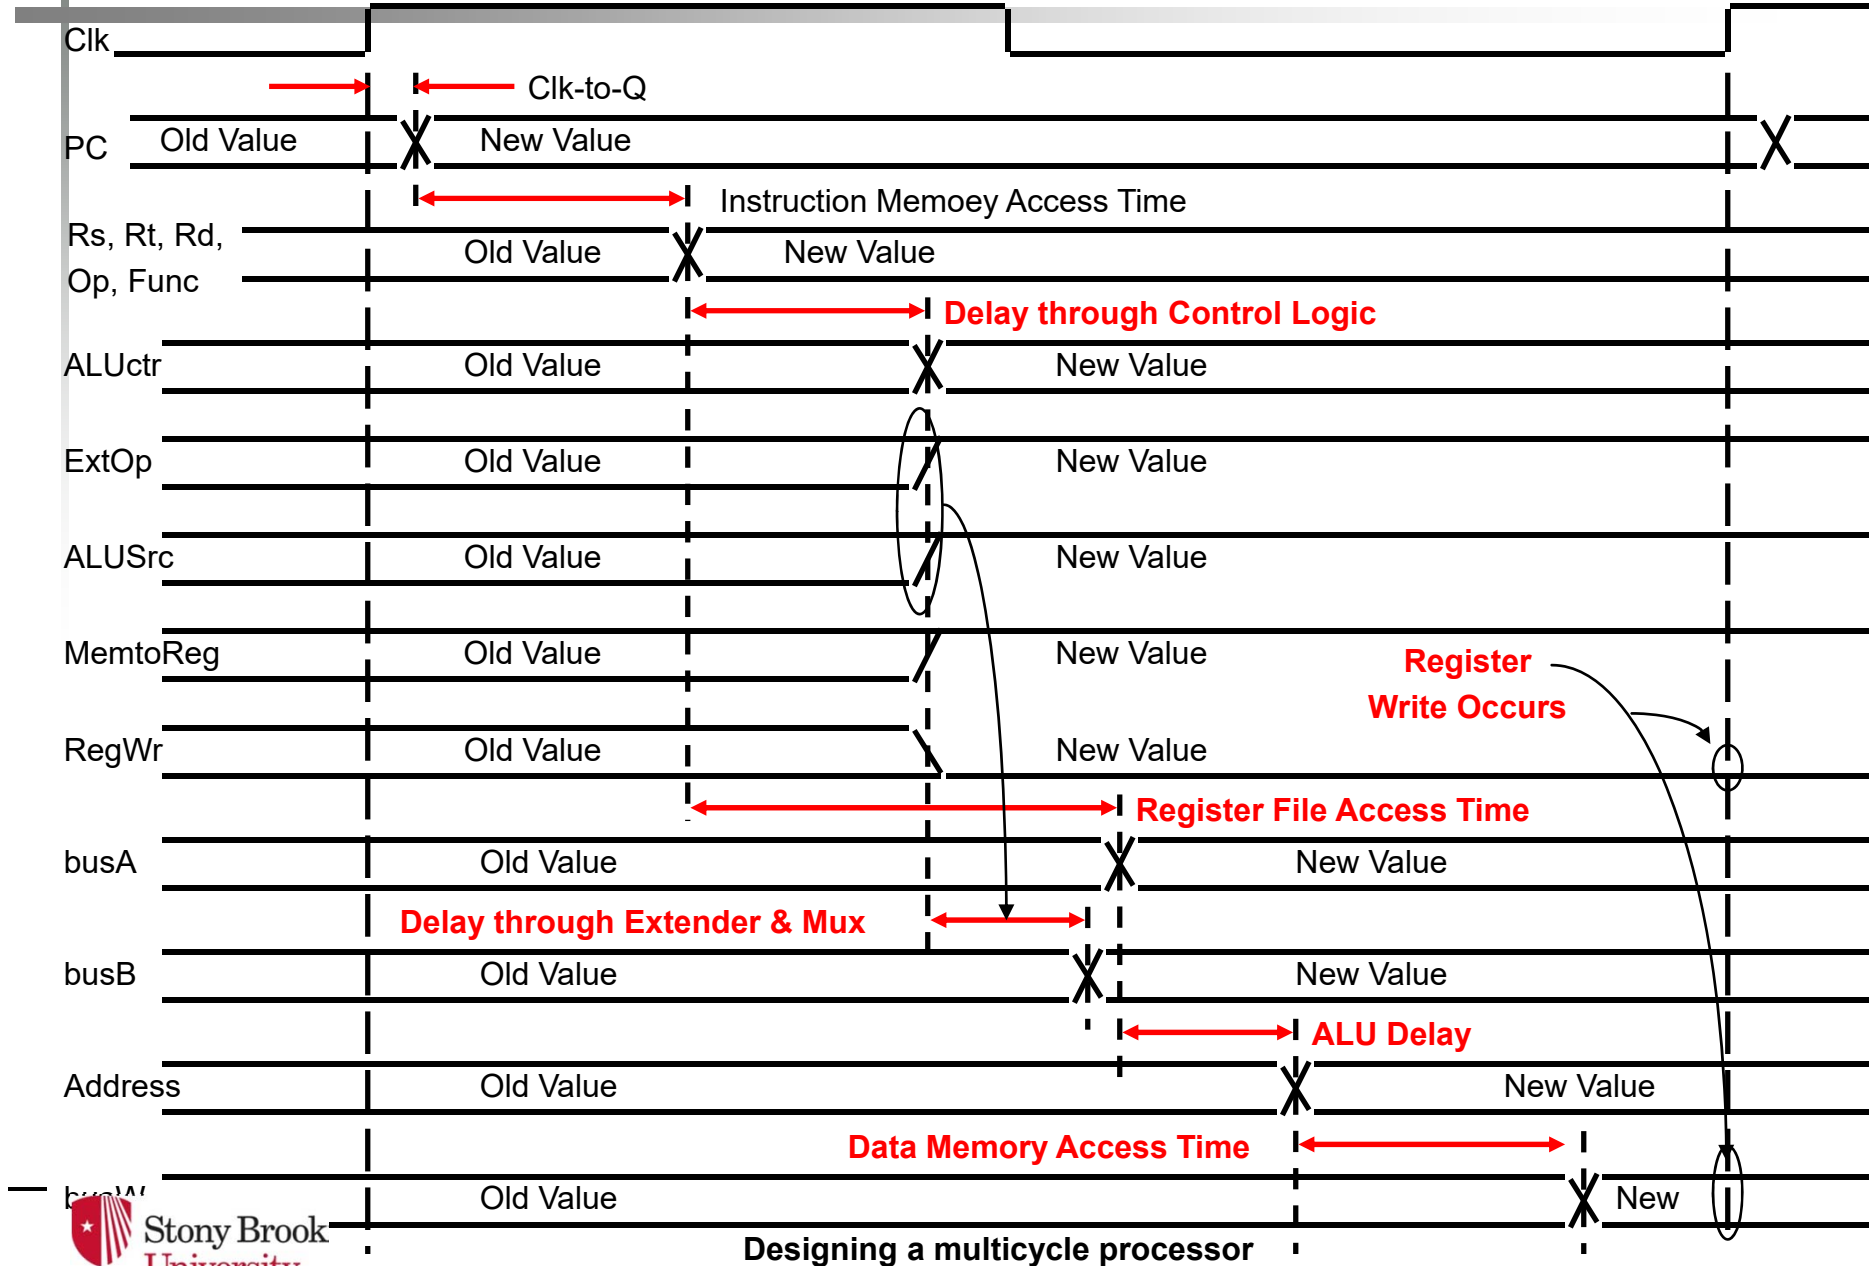 Clk
Clk-to-Q
PC Old Value New Value
Instruction Memoey Access Time
Rs, Rt, Rd,
Op, Func
Old Value New Value
Delay through Control Logic
ALUctr Old Value New Value
ExtOp Old Value New Value
ALUSrc Old Value New Value
MemtoReg Old Value New Value
Register
Write Occurs
RegWr Old Value New Value
Register File Access Time
busA Old Value New Value
Delay through Extender & Mux
busB Old Value New Value
ALU Delay
Address Old Value New Value
Data Memory Access Time
busW Old Value New
Stony Brook
University
Designing a multicycle processor